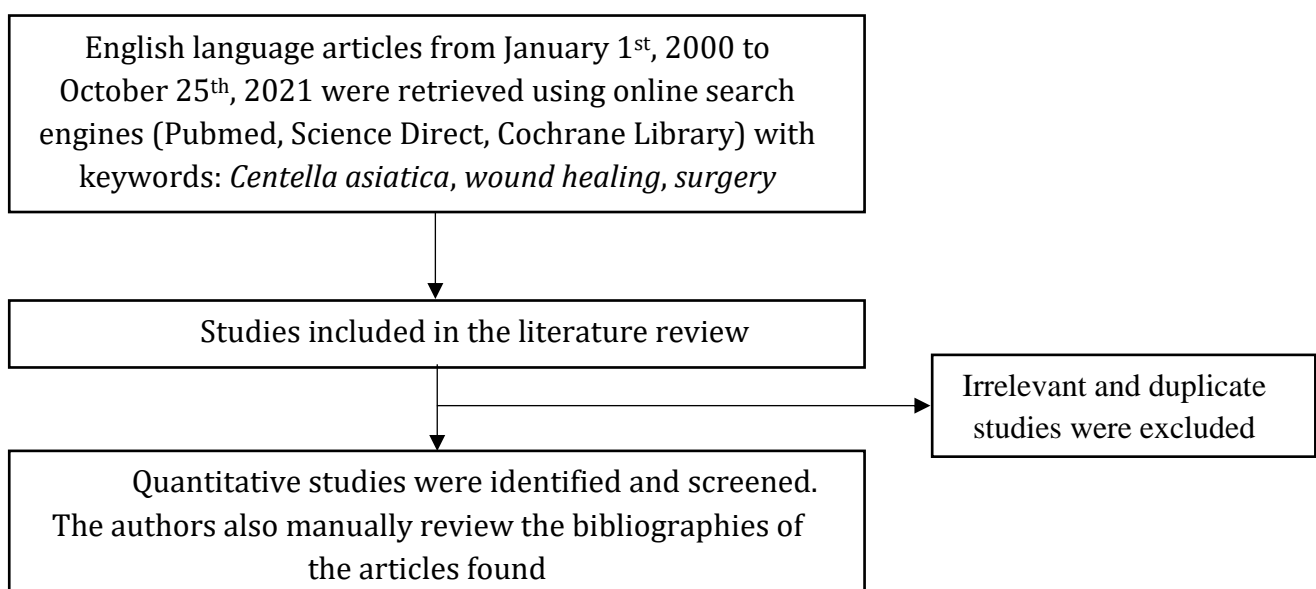 English language articles from January 1st, 2000 to
October 25th, 2021 were retrieved using online search
engines (Pubmed, Science Direct, Cochrane Library) with
keywords: Centella asiatica, wound healing, surgery
Studies included in the literature review
Irrelevant and duplicate
studies were excluded
Quantitative studies were identified and screened.
The authors also manually review the bibliographies of
the articles found